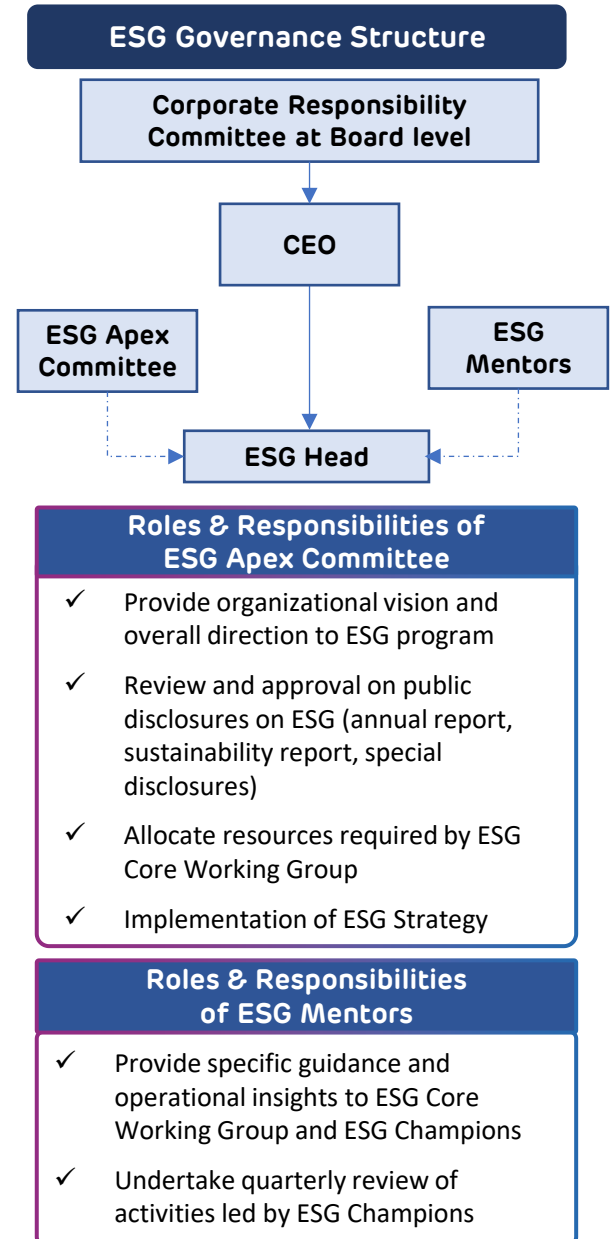 ESG Governance Structure
Corporate Responsibility
Committee at Board level
CEO
ESG Apex
Committee
ESG
Mentors
ESG Head
Roles & Responsibilities of
ESG Apex Committee
✓ Provide organizational vision and
overall direction to ESG program
✓ Review and approval on public
disclosures on ESG (annual report,
sustainability report, special
disclosures)
✓ Allocate resources required by ESG
Core Working Group
✓ Implementation of ESG Strategy
Roles & Responsibilities
of ESG Mentors
✓ Provide specific guidance and
operational insights to ESG Core
Working Group and ESG Champions
✓ Undertake quarterly review of
activities led by ESG Champions